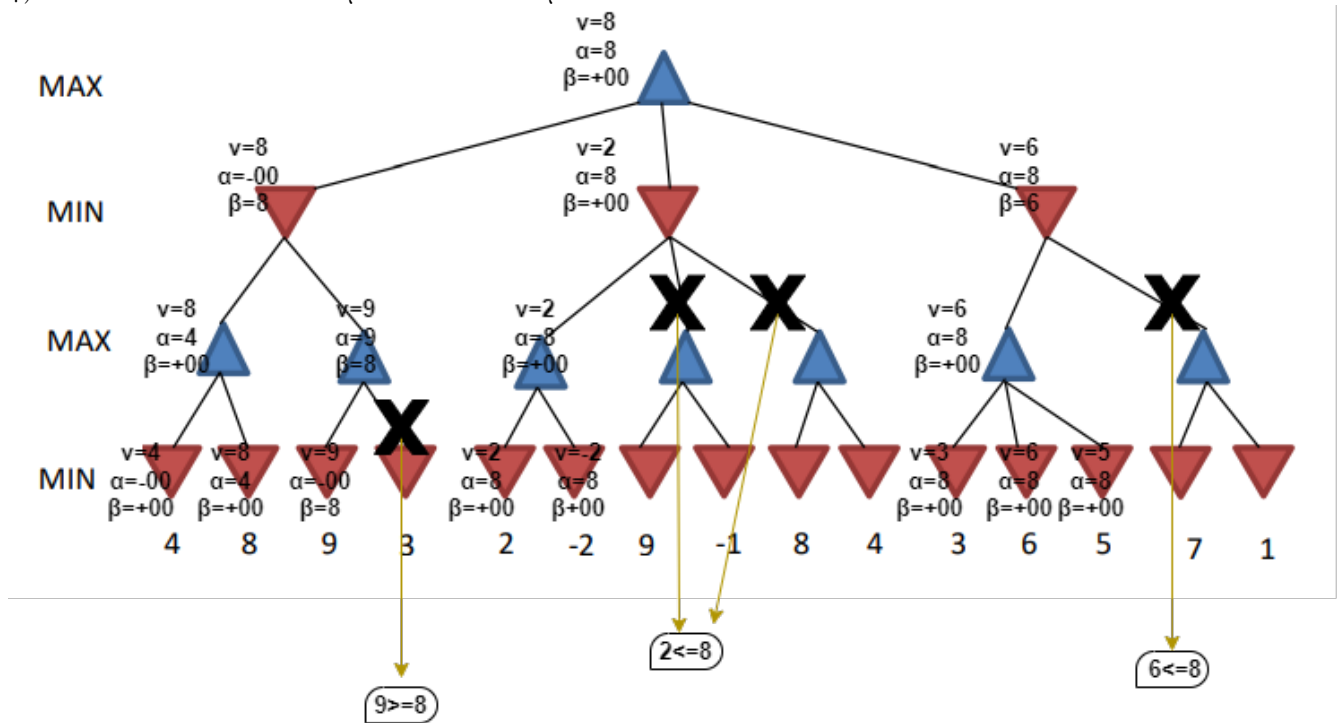 v=8
α=8
β=+00
MAX
v=8
α=-00
β=8
v=2
α=8
β=+00
v=6
α=8
β=6
MIN
v=8
α=4
β=+00
v=9
α=9
β=8
v=2
α=8
β=+00
v=6
α=8
β=+00
X
X
X
MAX
X
v=4
α=-00
β=+00
v=8
α=4
β=+00
v=9
α=-00
β=8
v=2
α=8
β=+00
v=-2
α=8
β+00
v=3
α=8
β=+00
v=6
α=8
β=+00
v=5
α=8
β=+00
MIN
4 8 9 3 2 -2 9 -1 8 4 3 6 5 7 1
2<=8
6<=8
9>=8